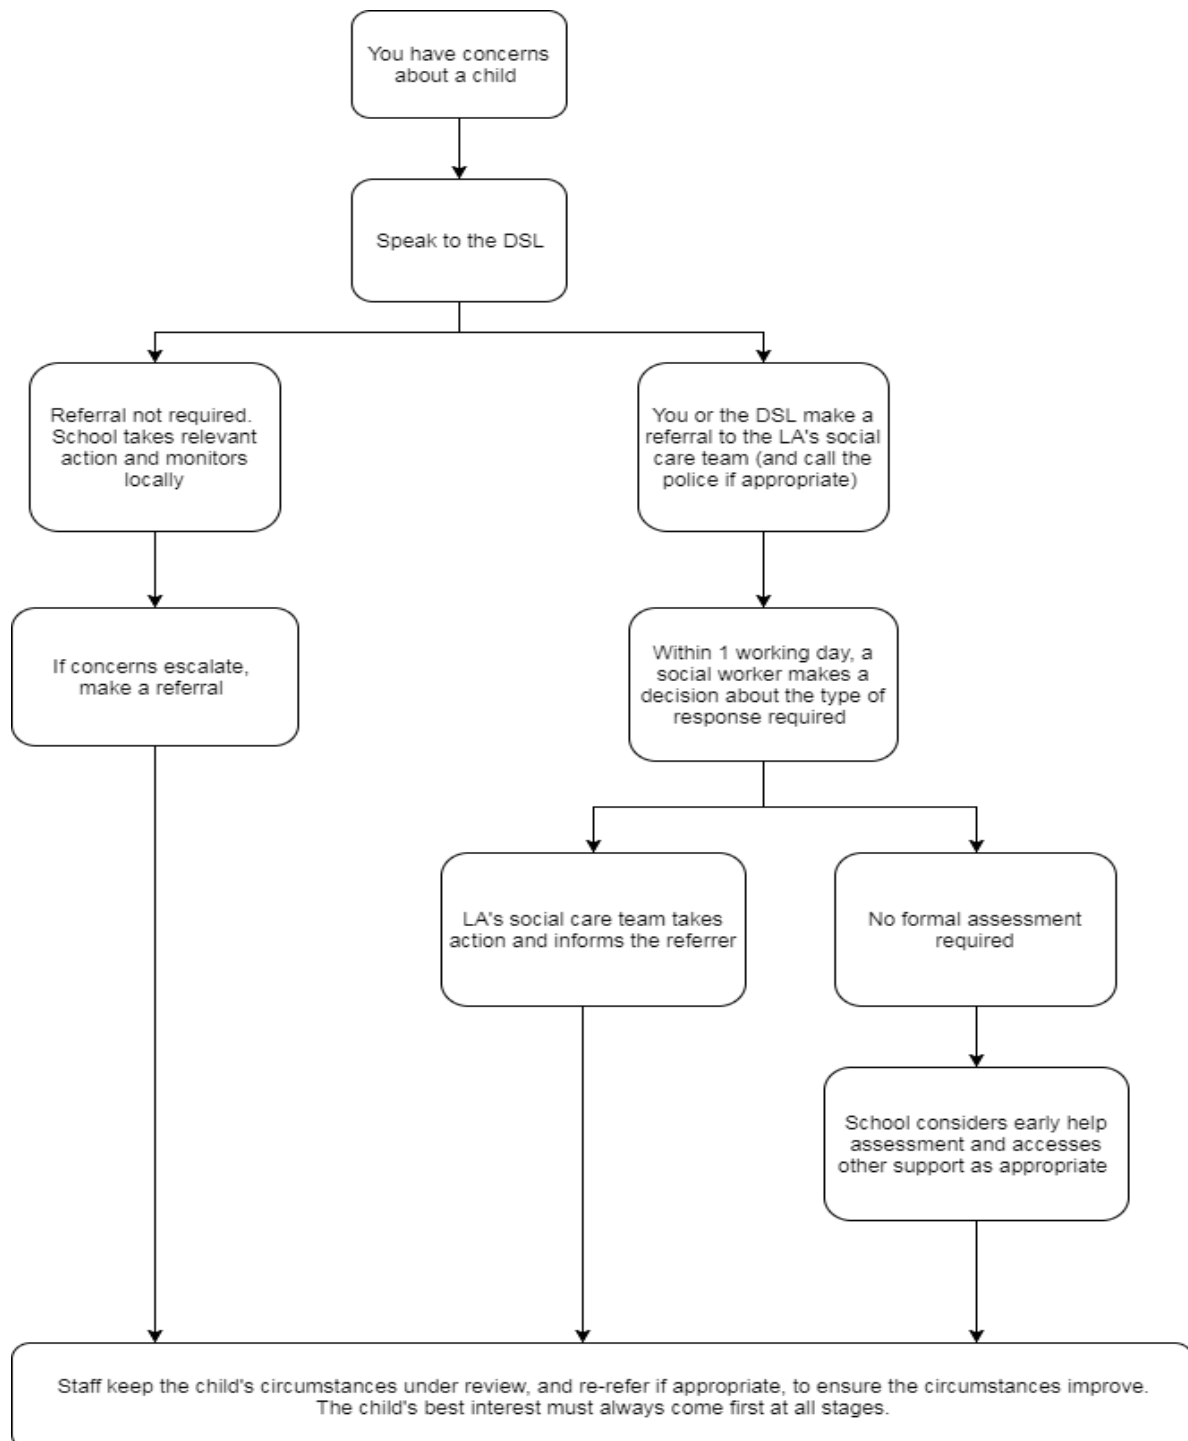 You have concerns
about a child
Speak to the DSL
Referral not required.
School takes relevant
action and monitors
locally
You or the DSL make a
referral to the LA's social
care team (and call the
police if appropriate)
If concerns escalate,
make a referral
Within 1 working day, a
social worker makes a
decision about the type of
response required
LA's social care team takes
action and informs the referrer
No formal assessment
required
School considers early help
assessment and accesses
other support as appropriate
Staff keep the child's circumstances under review, and re-refer if appropriate, to ensure the circumstances improve.
The child's best interest must always come first at all stages.